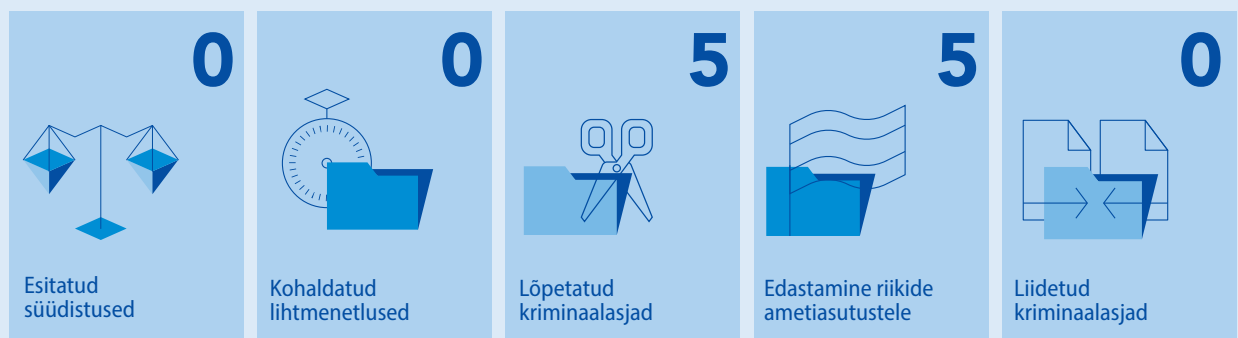 0
Esitatud
süüdistused
0
Kohaldatud
lihtmenetlused
5
Lõpetatud
kriminaalasjad
5
Edastamine riikide
ametiasutustele
0
Liidetud
kriminaalasjad